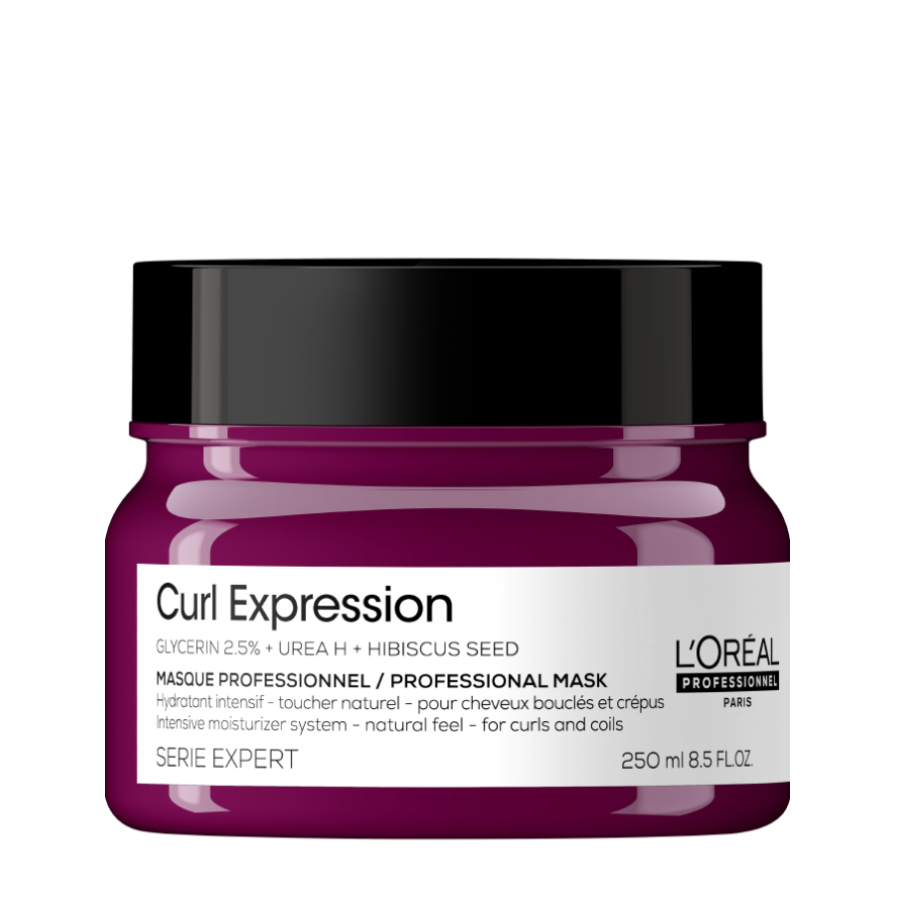 Curl Expression
GLYCERIN 2.5% + UREA H + HIBISCUS SEED
MASQUE PROFESSIONNEL / PROFESSIONAL MASK
Hydratant intensif - toucher naturel - pour cheveux bouclés et crépus
Intensive moisturizer system - natural feel - for curls and coils
SERIE EXPERT
L'ORÉAL
PROFESSIONNEL
PARIS
250 ml 8.5 FL.OZ.